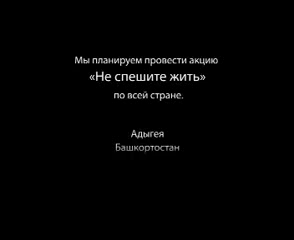 Мы планируем провести акцию
«Не спешите жить»
по всей стране.
Адыгея
Башкортостан